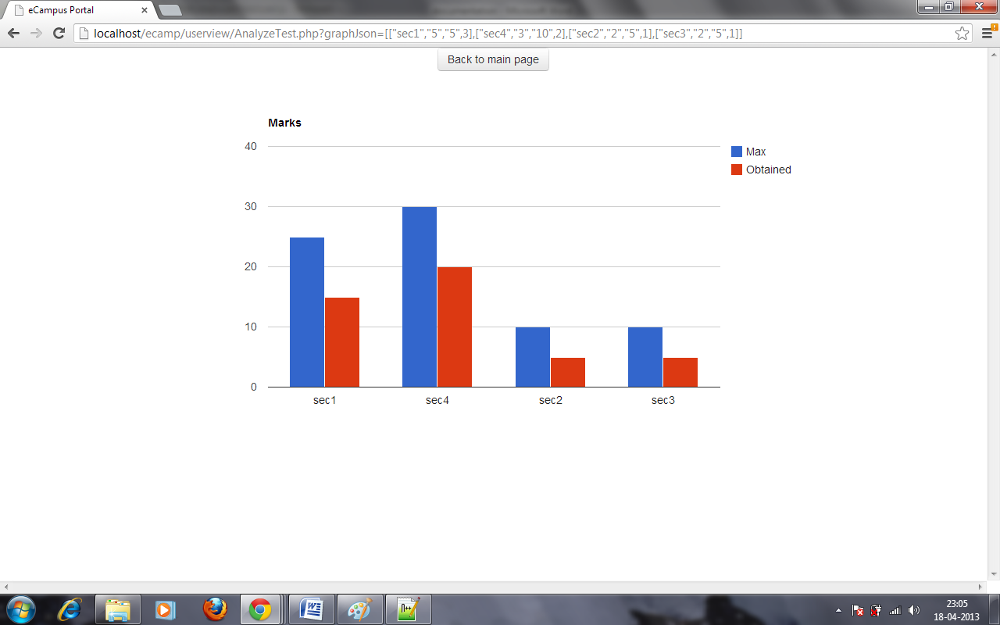 eCampus Portal
localhost/ecamp/userview/AnalyzeTest.php?graphJson=[["sec1","5","5",3],["sec4","3","10",2],["sec2","2","5",1],["sec3","2","5",1]]
Back to main page
Marks
40
30
20
10
0
Max
Obtained
sec1
sec4
sec2
sec3
23:05
18-04-2013